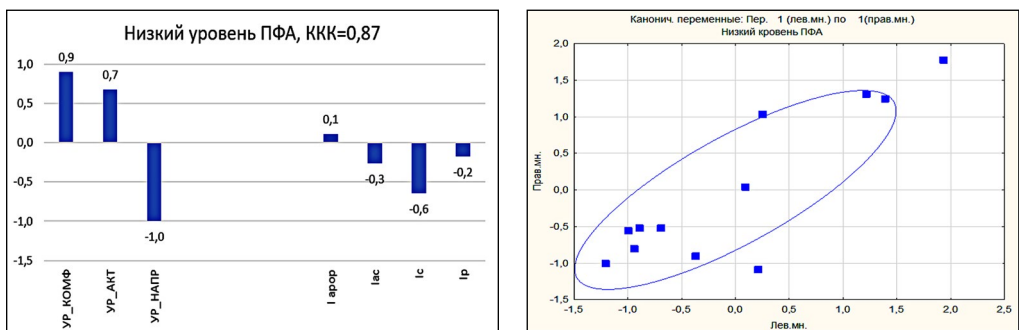 Низкий уровень ПФА, ККК=0,87
0,9
0,7
-1,0
0,1
-0,3
-0,6
-0,2
1,0
0,5
0,0
-0,5
-1,0
-1,5
УР_КОМФ
УР_АКТ
УР_НАПР
I apop
Iac
Ic
Ip
Канонич. переменные: Пер. 1 (лев.мн.) по 1(прав.мн.)
Низкий кровень ПФА
2,0
1,5
1,0
0,5
0,0
-0,5
-1,0
-1,5
Прав.мн.
-1,5 -1,0 -0,5 0,0 0,5 1,0 1,5 2,0 2,5
Лев.мн.